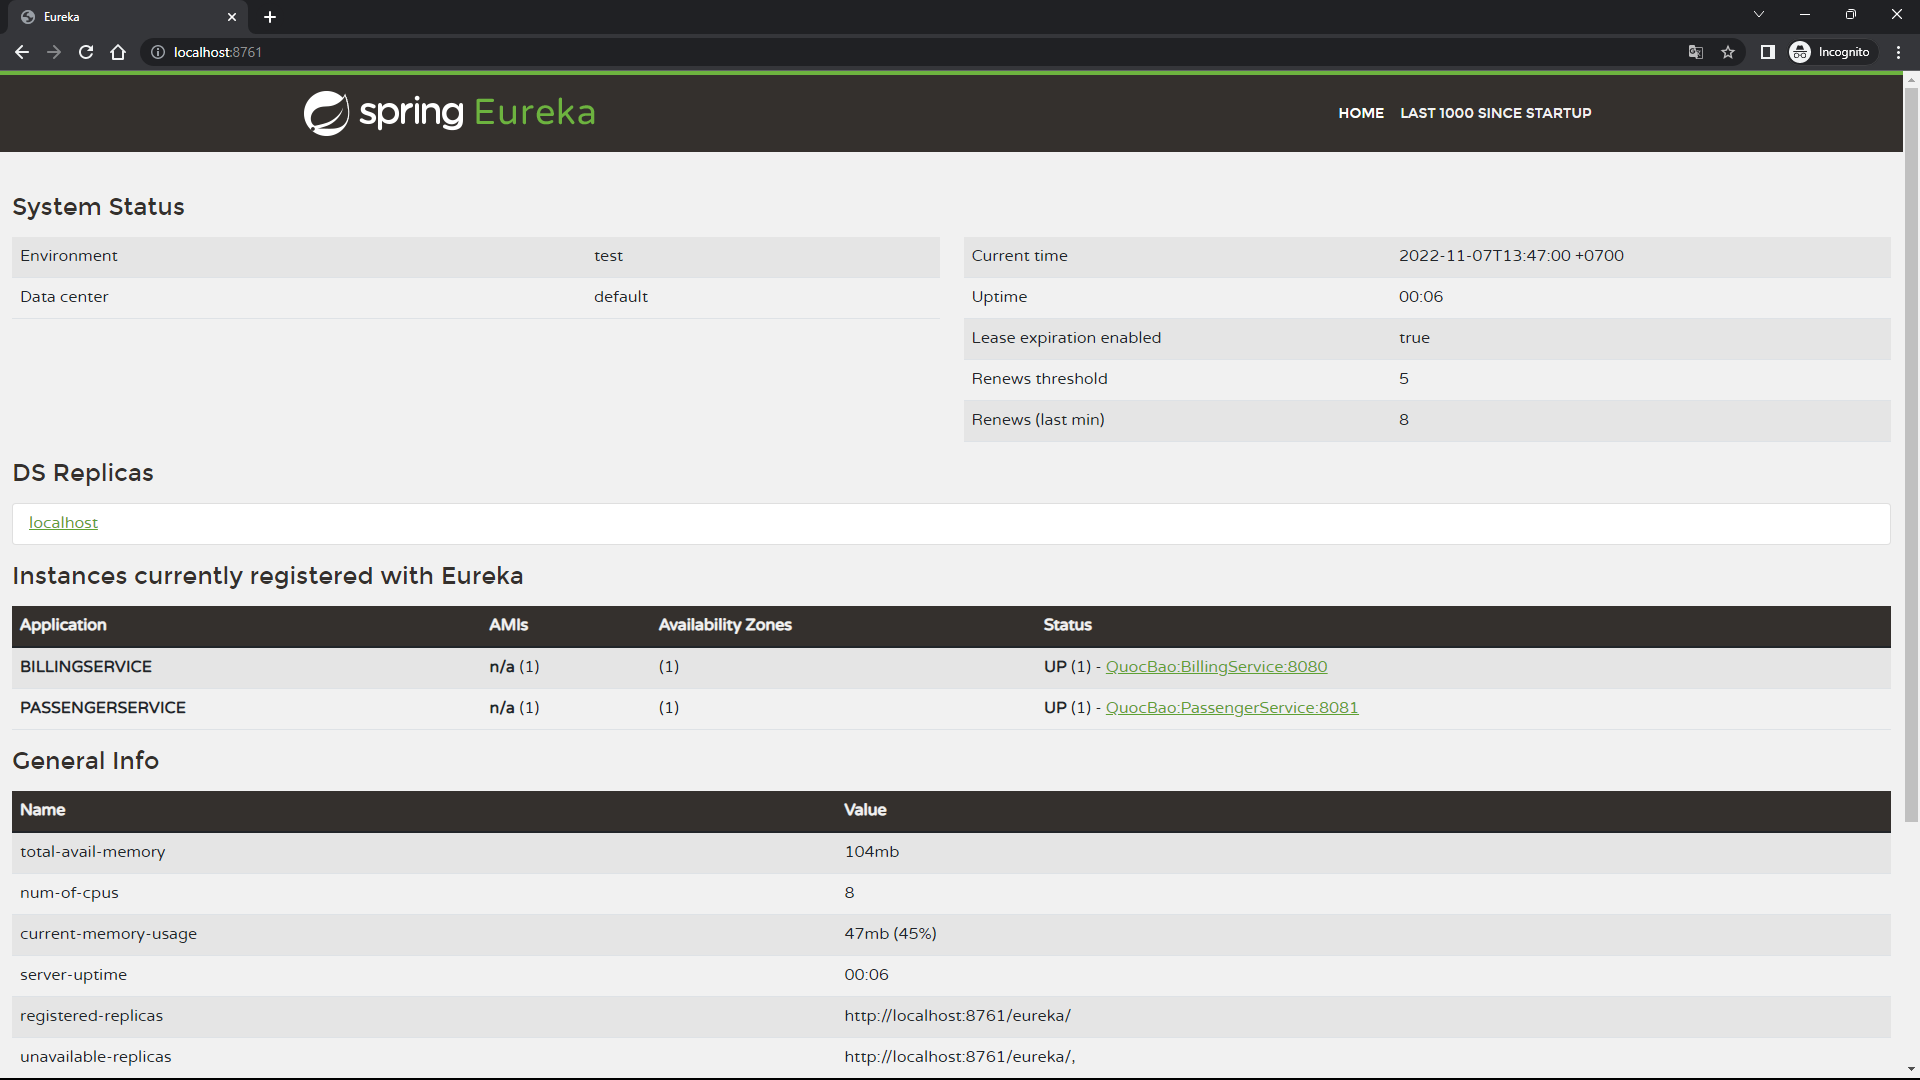 Eureka
localhost:8761
Incognito
spring Eureka
HOME LAST 1000 SINCE STARTUP
System Status
Environment test
Data center default
Current time 2022-11-07T13:47:00 +0700
Uptime 00:06
Lease expiration enabled true
Renews threshold 5
Renews (last min) 8
DS Replicas
localhost
Instances currently registered with Eureka
Application AMIs Availability Zones Status
BILLINGSERVICE n/a (1) (1) UP (1) - QuocBao:BillingService:8080
PASSENGERSERVICE n/a (1) (1) UP (1) - QuocBao:PassengerService:8081
General Info
Name Value
total-avail-memory 104mb
num-of-cpus 8
current-memory-usage 47mb (45%)
server-uptime 00:06
registered-replicas http://localhost:8761/eureka/
unavailable-replicas http://localhost:8761/eureka/,